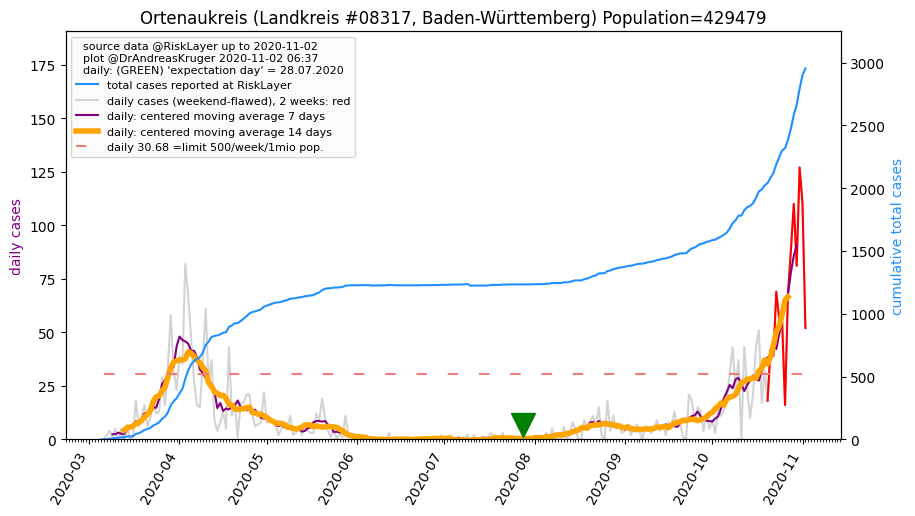 Ortenaukreis (Landkreis #08317, Baden-Württemberg) Population=429479
source data @RiskLayer up to 2020-11-02
plot @DrAndreasKruger 2020-11-02 06:37
daily: (GREEN) 'expectation day' = 28.07.2020
total cases reported at RiskLayer
daily cases (weekend-flawed), 2 weeks: red
daily: centered moving average 7 days
daily: centered moving average 14 days
daily 30.68 =limit 500/week/1mio pop.
daily cases
175
150
125
100
75
50
25
0
cumulative total cases
3000
2500
2000
1500
1000
500
0
2020-03
2020-04
2020-05
2020-06
2020-07
2020-08
2020-09
2020-10
2020-11